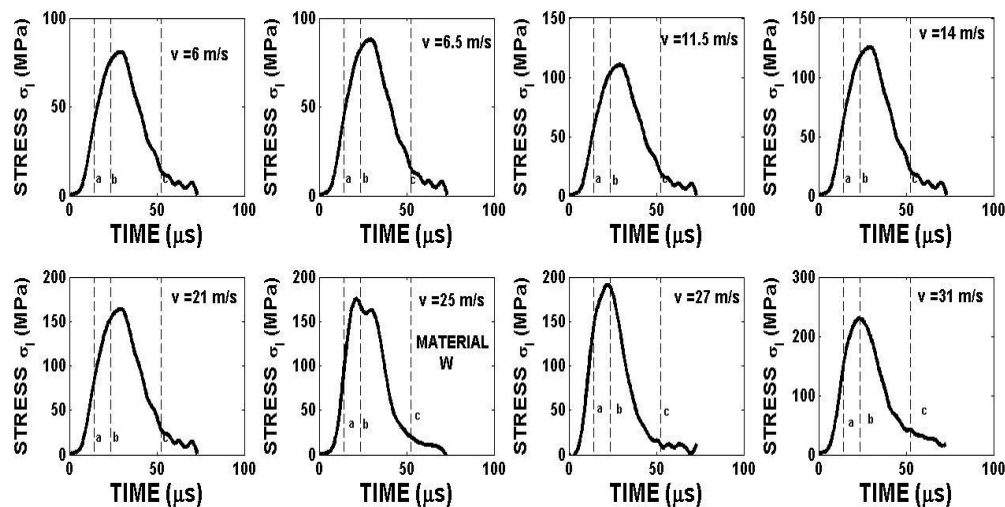 STRESS σI (MPa)
100
50
0
v =6 m/s
a b c
0 50 100
TIME (µs)
STRESS σI (MPa)
100
50
0
v =6.5 m/s
a b c
0 50 100
TIME (µs)
STRESS σI (MPa)
150
100
50
0
v =11.5 m/s
a b c
0 50 100
TIME (µs)
STRESS σI (MPa)
150
100
50
0
v =14 m/s
a b c
0 50 100
TIME (µs)
STRESS σI (MPa)
200
150
100
50
0
v =21 m/s
a b c
0 50 100
TIME (µs)
STRESS σI (MPa)
200
150
100
50
0
v =25 m/s
MATERIAL
W
a b c
0 50 100
TIME (µs)
STRESS σI (MPa)
200
150
100
50
0
v =27 m/s
a b c
0 50 100
TIME (µs)
STRESS σI (MPa)
300
200
100
0
v =31 m/s
a b c
0 50 100
TIME (µs)